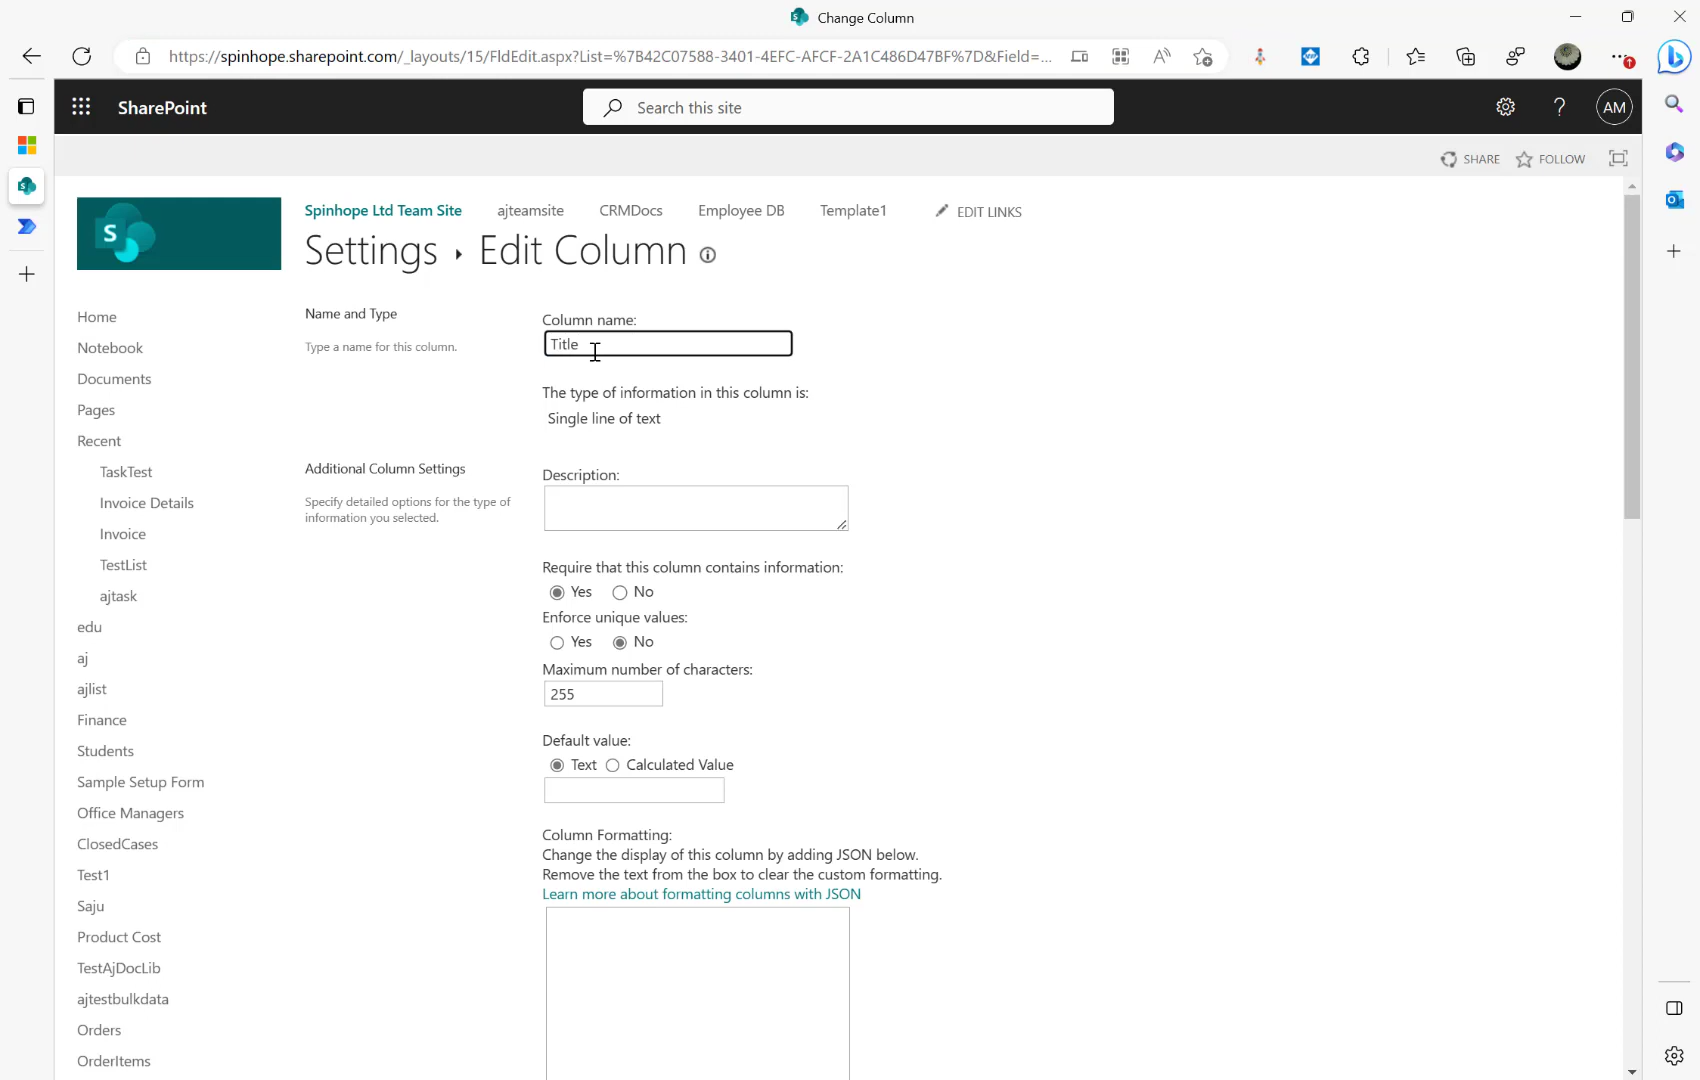 Change Column
https://spinhope.sharepoint.com/_layouts/15/FldEdit.aspx?List=%7B42C07588-3401-4EFC-AFCF-2A1C486D47BF%7D&Field=...
SharePoint
Search this site
?
AM
SHARE
FOLLOW
S
Spinhope Ltd Team Site
ajteamsite
CRMDocs
Employee DB
Template1
EDIT LINKS
Settings ▸ Edit Column
Home
Notebook
Documents
Pages
Recent
TaskTest
Invoice Details
Invoice
TestList
ajtask
edu
aj
ajlist
Finance
Students
Sample Setup Form
Office Managers
ClosedCases
Test1
Saju
Product Cost
TestAjDocLib
ajtestbulkdata
Orders
OrderItems
Name and Type
Type a name for this column.
Column name:
Title
The type of information in this column is:
Single line of text
Additional Column Settings
Specify detailed options for the type of
information you selected.
Description:
Require that this column contains information:
Yes No
Enforce unique values:
Yes No
Maximum number of characters:
255
Default value:
Text Calculated Value
Column Formatting:
Change the display of this column by adding JSON below.
Remove the text from the box to clear the custom formatting.
Learn more about formatting columns with JSON